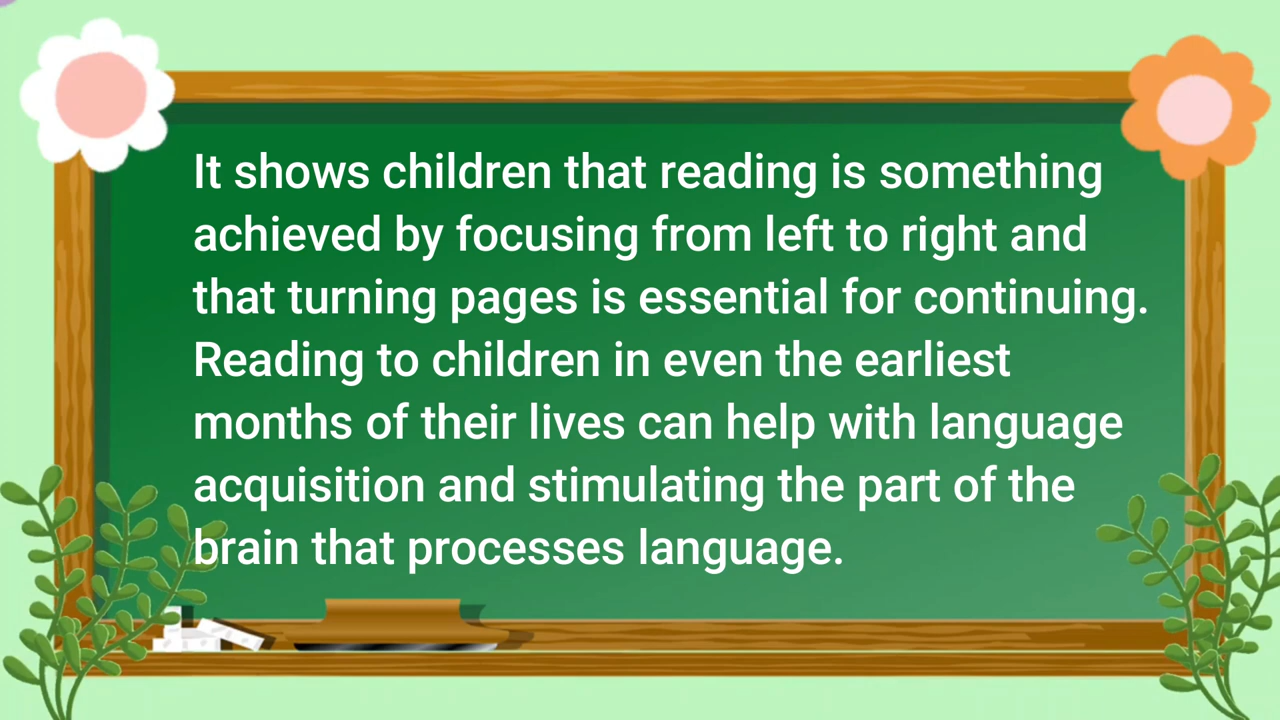 It shows children that reading is something
achieved by focusing from left to right and
that turning pages is essential for continuing.
Reading to children in even the earliest
months of their lives can help with language
acquisition and stimulating the part of the
brain that processes language.